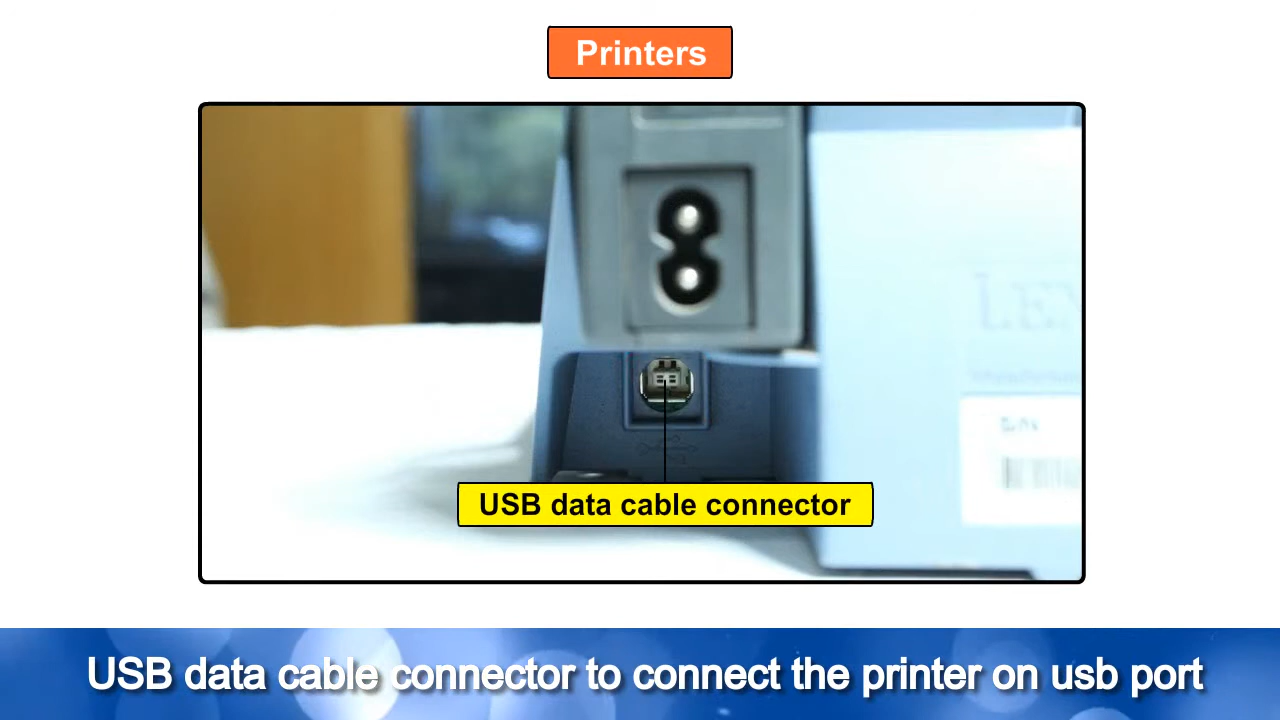 Printers
S/N
USB data cable connector
USB data cable connector to connect the printer on usb port